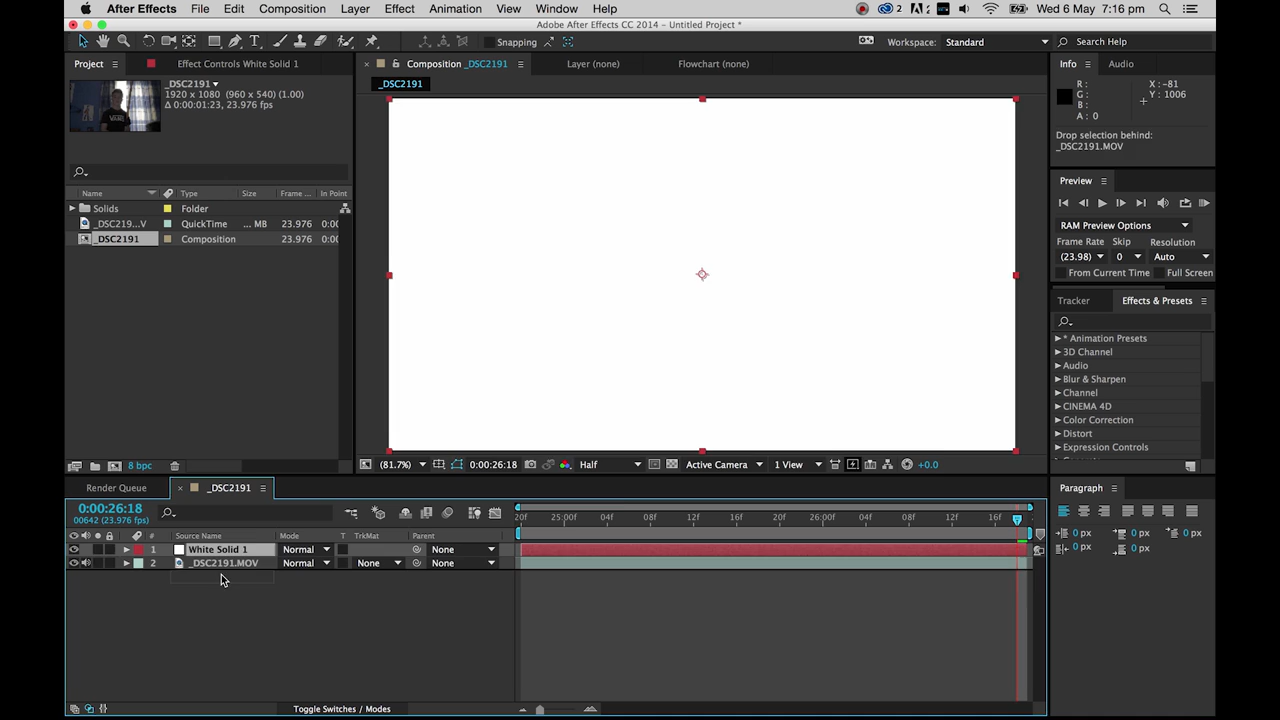 After Effects File Edit Composition Layer Effect Animation View Window Help 2 4 Wed 6 May 7:16 pm
Adobe After Effects CC 2014 - Untitled Project *
Snapping Workspace: Standard Search Help
Project Effect Controls White Solid 1 Composition _DSC2191 Layer (none) Flowchart (none) Info Audio
_DSC2191
1920 x 1080 (960 x 540) (1.00)
Δ 0:00:01:23, 23.976 fps
_DSC2191
R:
G:
B:
A: 0
X: -81
Y: 1006
Drop selection behind:
_DSC2191.MOV
Name Type Size Frame ... In Point
Solids Folder
_DSC219...V QuickTime ... MB 23.976 0:00
_DSC2191 Composition 23.976 0:00
8 bpc
Preview
RAM Preview Options
Frame Rate Skip Resolution
(23.98) 0 Auto
From Current Time Full Screen
Tracker Effects & Presets
* Animation Presets
3D Channel
Audio
Blur & Sharpen
Channel
CINEMA 4D
Color Correction
Distort
Expression Controls
(81.7%) 0:00:26:18 Half Active Camera 1 View +0.0
Render Queue _DSC2191
0:00:26:18
00642 (23.976 fps)
20f 25:00f 04f 08f 12f 16f 20f 26:00f 04f 08f 12f 16f
# Source Name Mode T TrkMat Parent
1 White Solid 1 Normal None
2 _DSC2191.MOV Normal None None
Toggle Switches / Modes
Paragraph
0 px 0 px 0 px
0 px 0 px